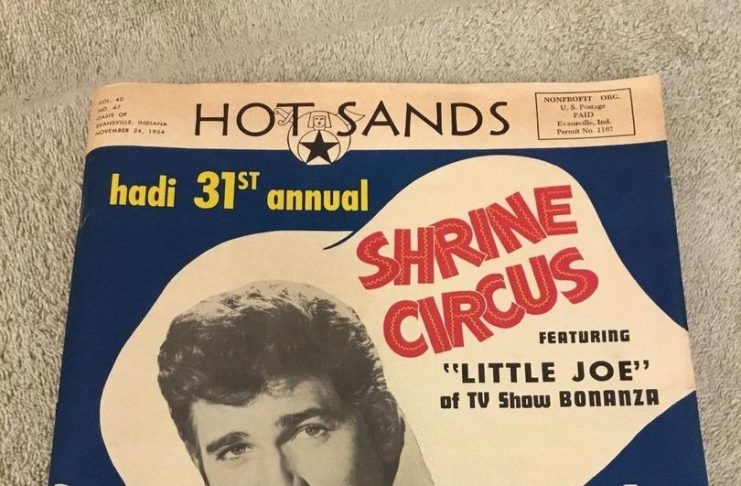 VOL. 40
NO. 47
OASIS OF
EVANSVILLE, INDIANA
NOVEMBER 24, 1964
HOT SANDS
NONPROFIT ORG.
U. S. Postage
PAID
Evansville, Ind.
Permit No. 1167
hadi 31ST annual
SHRINE
CIRCUS
FEATURING
"LITTLE JOE"
of TV Show BONANZA